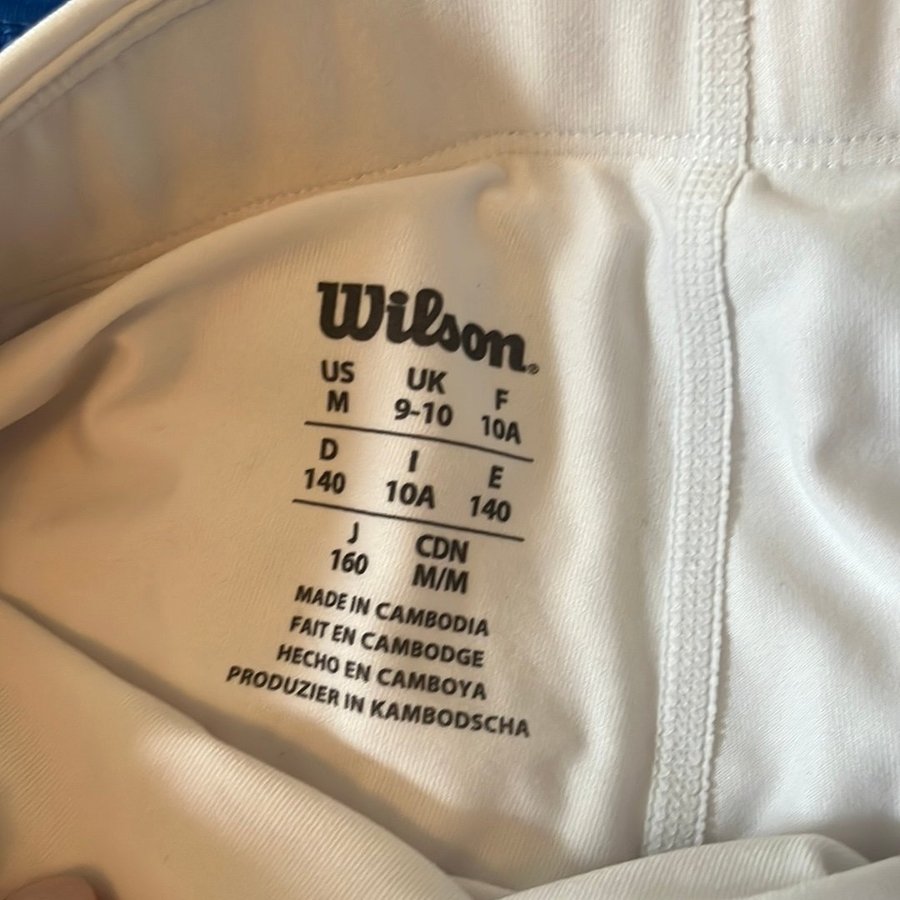 Wilson®
US UK F
M 9-10 10A
D I E
140 10A 140
J CDN
160 M/M
MADE IN CAMBODIA
FAIT EN CAMBODGE
HECHO EN CAMBOYA
PRODUZIER IN KAMBODSCHA